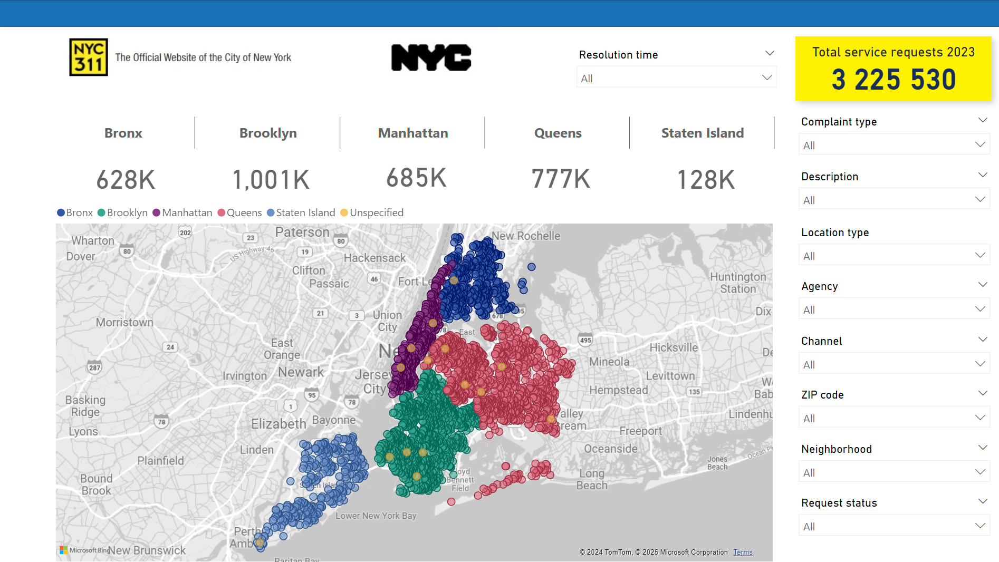 NYC
311
The Official Website of the City of New York
NYC
Resolution time
All
Total service requests 2023
3 225 530
Bronx
Brooklyn
Manhattan
Queens
Staten Island
628K
1,001K
685K
777K
128K
Bronx
Brooklyn
Manhattan
Queens
Staten Island
Unspecified
Complaint type
All
Description
All
Location type
All
Agency
All
Channel
All
ZIP code
All
Neighborhood
All
Request status
All
Wharton
Dover
80
202
Paterson
23
80
19
US Highway 46
Hackensack
Clifton
Passaic
46
Fort Le
New Rochelle
Huntington
Station
Dix
Morristown
21
3
Union
City
678
95
78
East
495
24
East
Orange
Ne
Hicksville
De
287
Irvington
Newark
Jersey
City
Mineola
Levittown
W
Bab
Hempstead
135
Basking
Ridge
95
78
1
Lyons
78
Elizabeth
Bayonne
alley
ream
Freeport
Lindenhu
Linden
Oceanside
Plainfield
Jones
Beach
Ocean Pk
Bound
Brook
oyd
Bennett
Field
Long
Beach
Lower New York Bay
Perth
Amb
New Brunswick
Raritan Bay
Microsoft Bing
© 2024 TomTom, © 2025 Microsoft Corporation
Terms